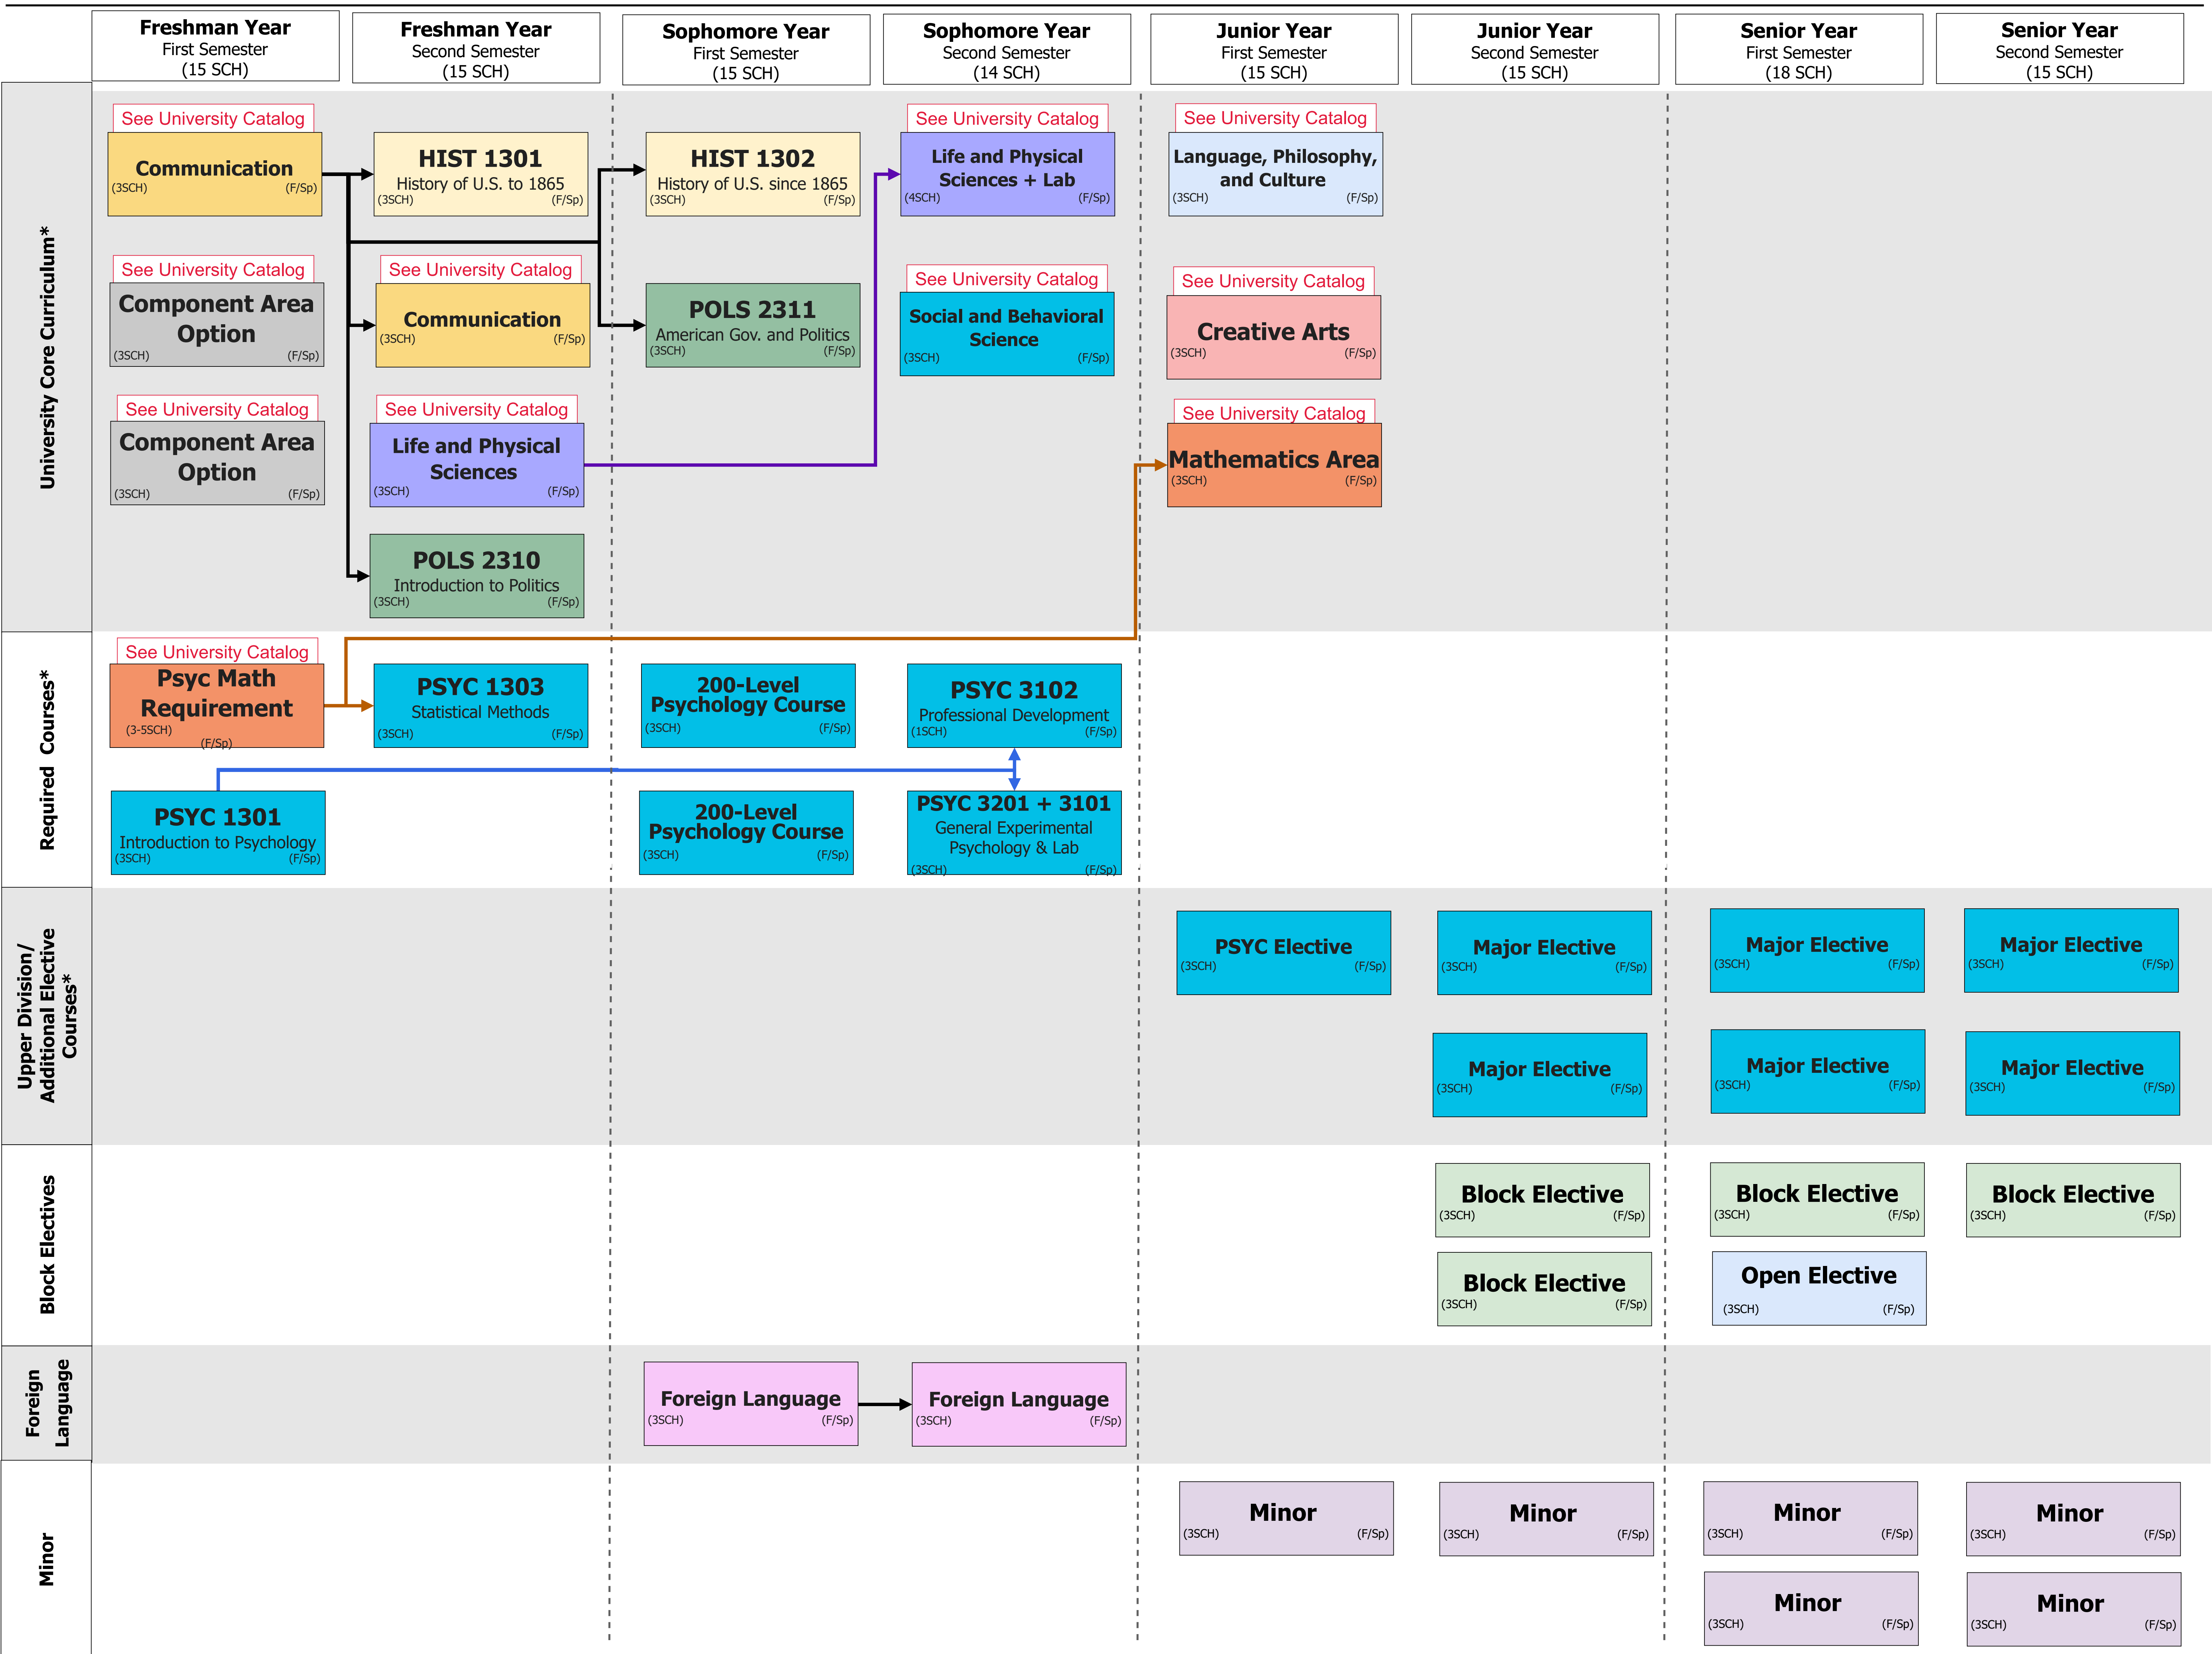 Freshman Year
First Semester
(15 SCH)
Freshman Year
Second Semester
(15 SCH)
Sophomore Year
First Semester
(15 SCH)
Sophomore Year
Second Semester
(14 SCH)
Junior Year
First Semester
(15 SCH)
Junior Year
Second Semester
(15 SCH)
Senior Year
First Semester
(18 SCH)
Senior Year
Second Semester
(15 SCH)
University Core Curriculum*
See University Catalog
Communication
(3SCH) (F/Sp)
HIST 1301
History of U.S. to 1865
(3SCH) (F/Sp)
HIST 1302
History of U.S. since 1865
(3SCH) (F/Sp)
See University Catalog
Life and Physical
Sciences + Lab
(4SCH) (F/Sp)
See University Catalog
Language, Philosophy,
and Culture
(3SCH) (F/Sp)
See University Catalog
Component Area
Option
(3SCH) (F/Sp)
See University Catalog
Communication
(3SCH) (F/Sp)
POLS 2311
American Gov. and Politics
(3SCH) (F/Sp)
See University Catalog
Social and Behavioral
Science
(3SCH) (F/Sp)
See University Catalog
Creative Arts
(3SCH) (F/Sp)
See University Catalog
Component Area
Option
(3SCH) (F/Sp)
See University Catalog
Life and Physical
Sciences
(3SCH) (F/Sp)
See University Catalog
Mathematics Area
(3SCH) (F/Sp)
POLS 2310
Introduction to Politics
(3SCH) (F/Sp)
Required Courses*
See University Catalog
Psyc Math
Requirement
(3-5SCH)
(F/Sp)
PSYC 1303
Statistical Methods
(3SCH) (F/Sp)
200-Level
Psychology Course
(3SCH) (F/Sp)
PSYC 3102
Professional Development
(1SCH) (F/Sp)
PSYC 1301
Introduction to Psychology
(3SCH) (F/Sp)
200-Level
Psychology Course
(3SCH) (F/Sp)
PSYC 3201 + 3101
General Experimental
Psychology & Lab
(3SCH) (F/Sp)
Upper Division/
Additional Elective
Courses*
PSYC Elective
(3SCH) (F/Sp)
Major Elective
(3SCH) (F/Sp)
Major Elective
(3SCH) (F/Sp)
Major Elective
(3SCH) (F/Sp)
Major Elective
(3SCH) (F/Sp)
Major Elective
(3SCH) (F/Sp)
Major Elective
(3SCH) (F/Sp)
Block Electives
Block Elective
(3SCH) (F/Sp)
Block Elective
(3SCH) (F/Sp)
Block Elective
(3SCH) (F/Sp)
Block Elective
(3SCH) (F/Sp)
Open Elective
(3SCH) (F/Sp)
Foreign
Language
Foreign Language
(3SCH) (F/Sp)
Foreign Language
(3SCH) (F/Sp)
Minor
Minor
(3SCH) (F/Sp)
Minor
(3SCH) (F/Sp)
Minor
(3SCH) (F/Sp)
Minor
(3SCH) (F/Sp)
Minor
(3SCH) (F/Sp)
Minor
(3SCH) (F/Sp)